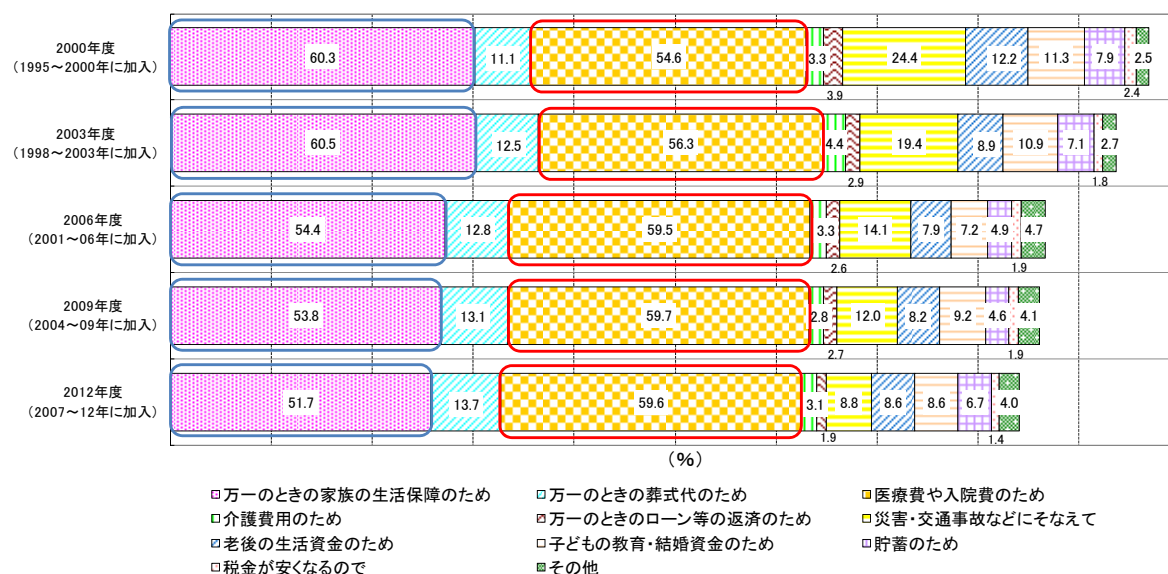 2000年度
（1995～2000年に加入）
60.3 11.1 54.6 3.3 3.9 24.4 12.2 11.3 7.9 2.4 2.5
2003年度
（1998～2003年に加入）
60.5 12.5 56.3 4.4 2.9 19.4 8.9 10.9 7.1 1.8 2.7
2006年度
（2001～06年に加入）
54.4 12.8 59.5 3.3 2.6 14.1 7.9 7.2 4.9 1.9 4.7
2009年度
（2004～09年に加入）
53.8 13.1 59.7 2.8 2.7 12.0 8.2 9.2 4.6 1.9 4.1
2012年度
（2007～12年に加入）
51.7 13.7 59.6 3.1 1.9 8.8 8.6 8.6 6.7 1.4 4.0
（%）
万一のときの家族の生活保障のため 万一のときの葬式代のため 医療費や入院費のため
介護費用のため 万一のときのローン等の返済のため 災害・交通事故などにそなえて
老後の生活資金のため 子どもの教育・結婚資金のため 貯蓄のため
税金が安くなるので その他